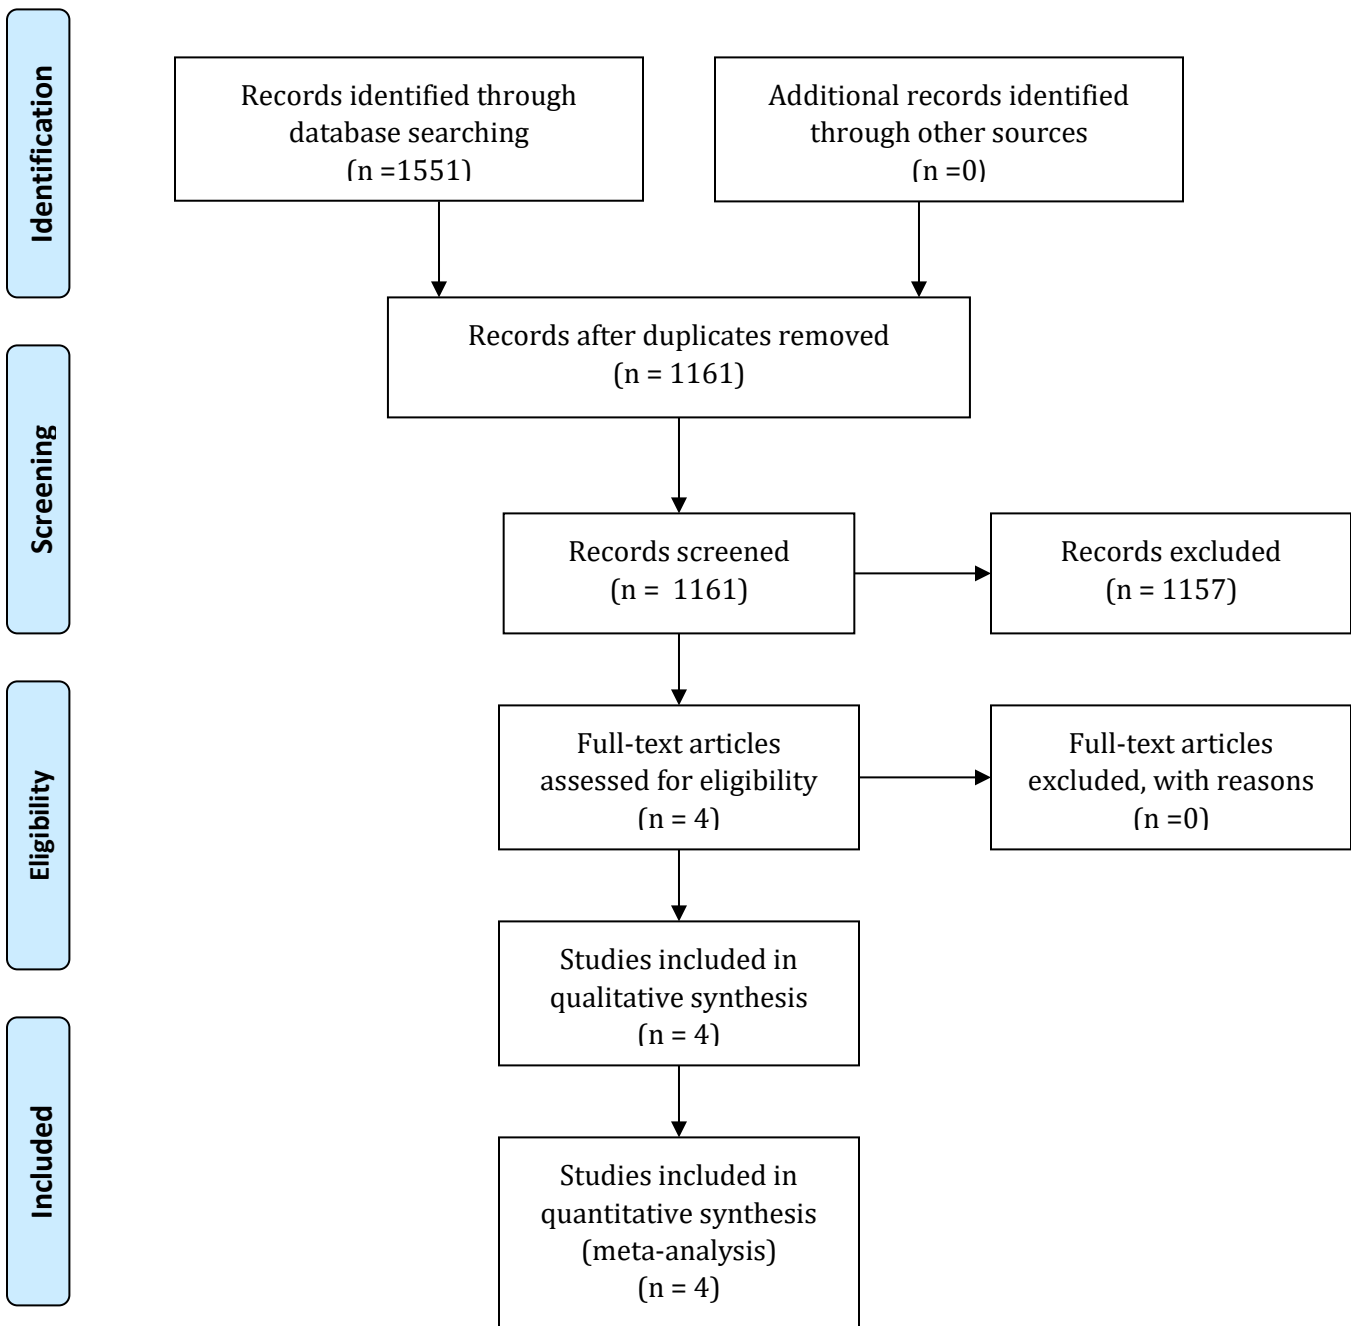 Identification
Records identified through
database searching
(n =1551)
Additional records identified
through other sources
(n =0)
Records after duplicates removed
(n = 1161)
Screening
Records screened
(n =  1161)
Records excluded
(n = 1157)
Eligibility
Full-text articles
assessed for eligibility
(n = 4)
Full-text articles
excluded, with reasons
(n =0)
Studies included in
qualitative synthesis
(n = 4)
Included
Studies included in
quantitative synthesis
(meta-analysis)
(n = 4)